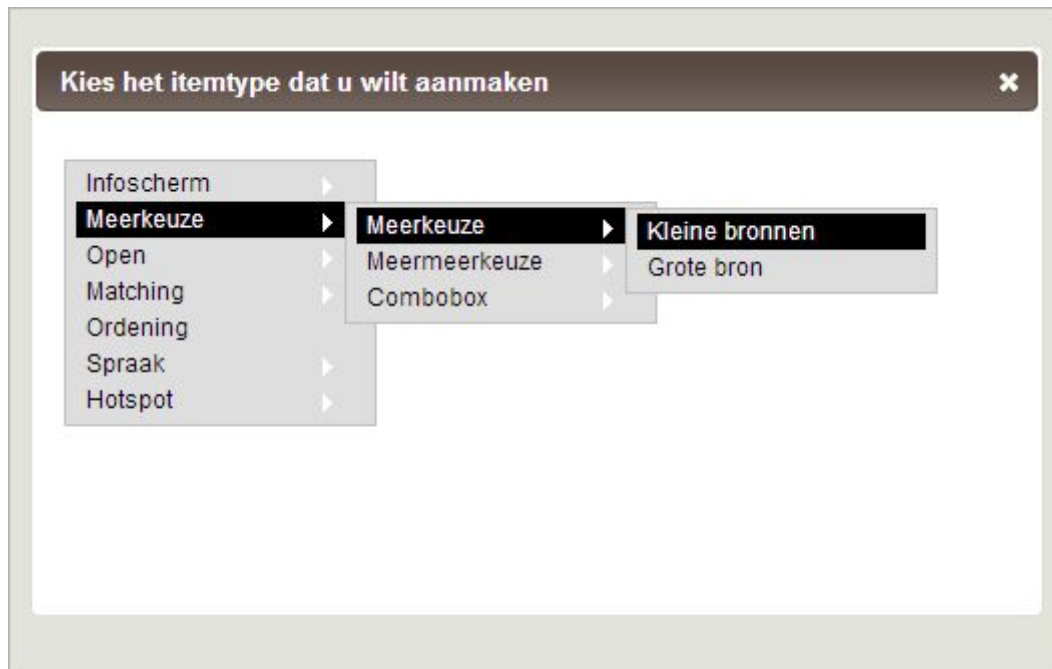 Kies het itemtype dat u wilt aanmaken
Infoscherm
Meerkeuze
Open
Matching
Ordening
Spraak
Hotspot
Meerkeuze
Meermeerkeuze
Combobox
Kleine bronnen
Grote bron